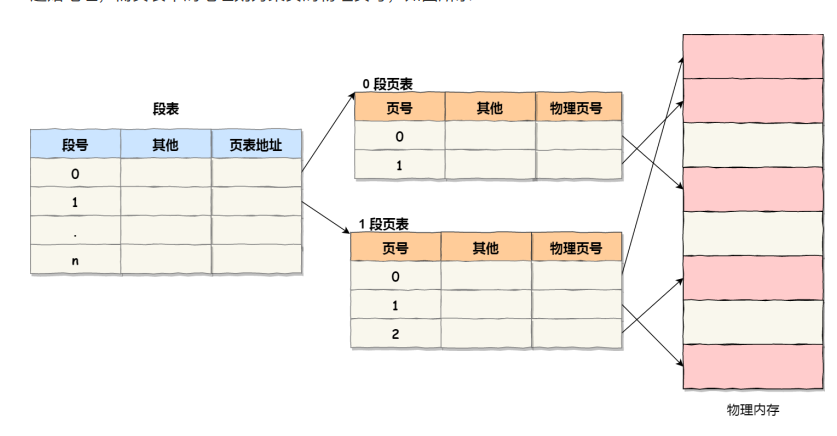 0 段页表
段表
页号 其他 物理页号
段号 其他 页表地址
0
1
0
1
1 段页表
.
页号 其他 物理页号
n
0
1
2
物理内存